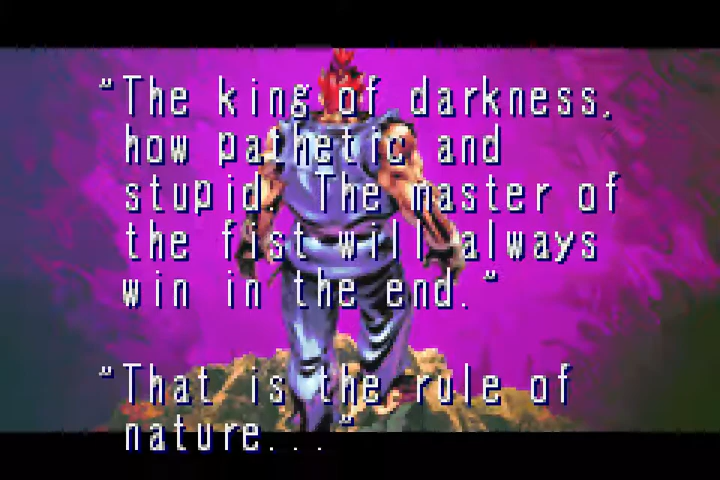 "The king of darkness,
how pathetic and
stupid. The master of
the fist will always
win in the end."
"That is the rule of
nature..."